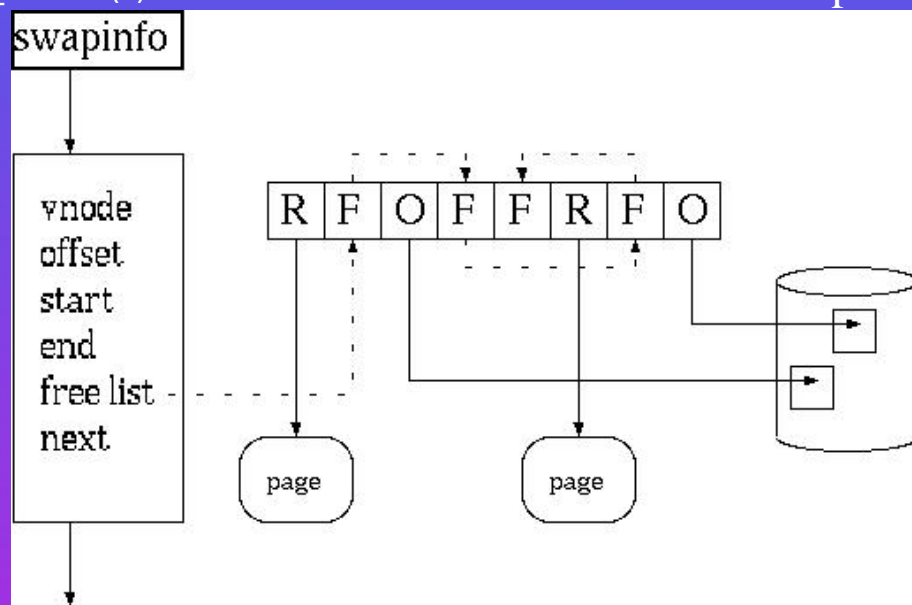 swapinfo
vnode
offset
start
end
free list
next
R F O F F R F O
page
page